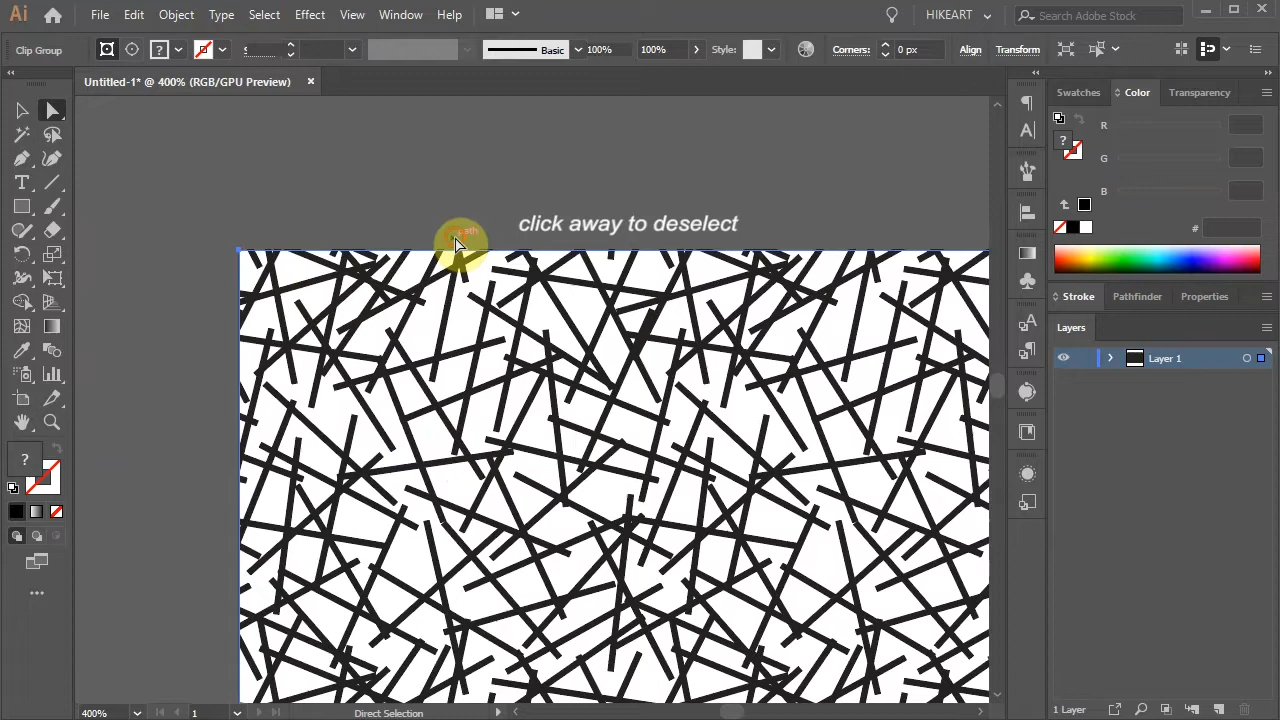 Ai File Edit Object Type Select Effect View Window Help HIKEART Search Adobe Stock
Clip Group ? Basic 100% 100% Style: Corners: 0 px Align Transform
Untitled-1* @ 400% (RGB/GPU Preview)
Swatches Color Transparency
R
G
B
?
#
click away to deselect
Stroke Pathfinder Properties
Layers
Layer 1
?
400% 1 Direct Selection 1 Layer